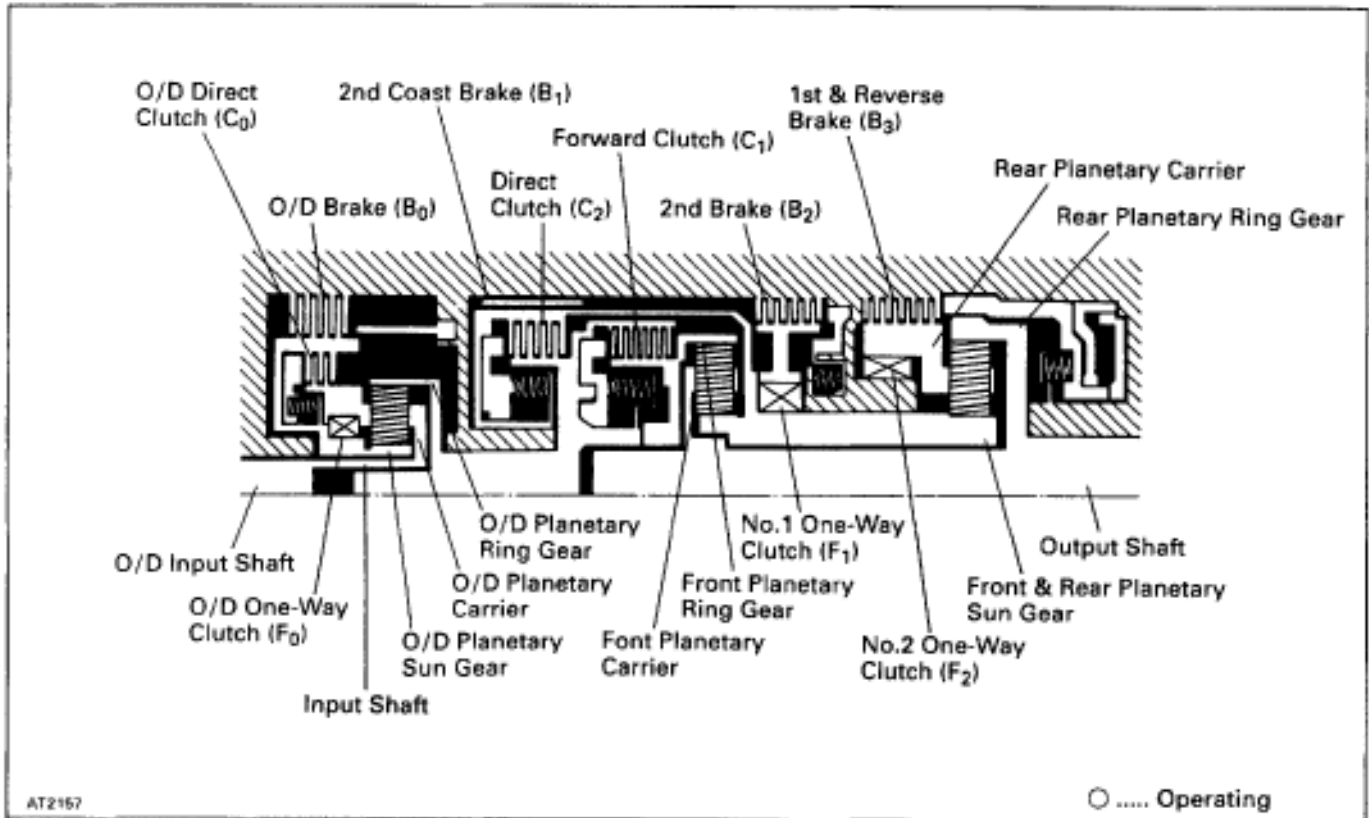 O/D Direct
Clutch (C0)
2nd Coast Brake (B1)
1st & Reverse
Brake (B3)
Forward Clutch (C1)
Direct
Clutch (C2)
Rear Planetary Carrier
O/D Brake (B0)
2nd Brake (B2)
Rear Planetary Ring Gear
O/D Input Shaft
O/D One-Way
Clutch (F0)
Input Shaft
O/D Planetary
Sun Gear
O/D Planetary
Carrier
O/D Planetary
Ring Gear
Font Planetary
Carrier
Front Planetary
Ring Gear
No.1 One-Way
Clutch (F1)
No.2 One-Way
Clutch (F2)
Front & Rear Planetary
Sun Gear
Output Shaft
AT2157
○ ..... Operating